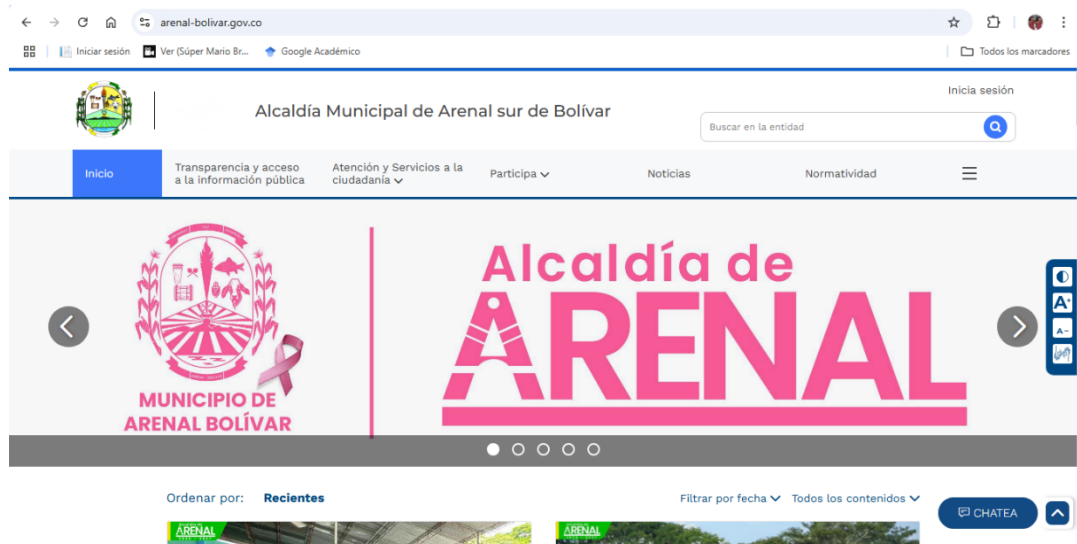 arenal-bolivar.gov.co
Iniciar sesión
Ver (Súper Mario Br...
Google Académico
Todos los marcadores
Inicia sesión
Alcaldía Municipal de Arenal sur de Bolívar
Buscar en la entidad
Inicio
Transparencia y acceso
a la información pública
Atención y Servicios a la
ciudadanía
Participa
Noticias
Normatividad
MUNICIPIO DE
ARENAL BOLÍVAR
Alcaldía de
ARENAL
A+
A-
Ordenar por: Recientes
Filtrar por fecha
Todos los contenidos
CHATEA
ARENAL
ARENAL